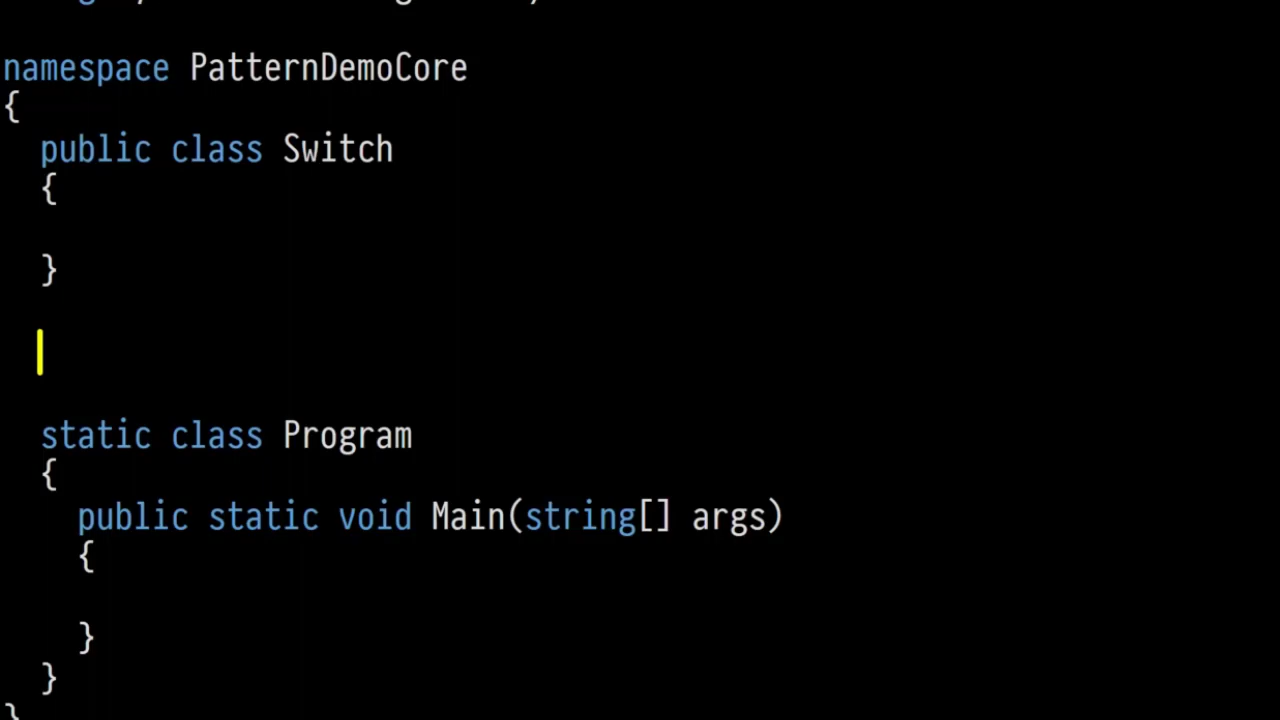 namespace PatternDemoCore
{
  public class Switch
  {

  }

  static class Program
  {
    public static void Main(string[] args)
    {

    }
  }
}